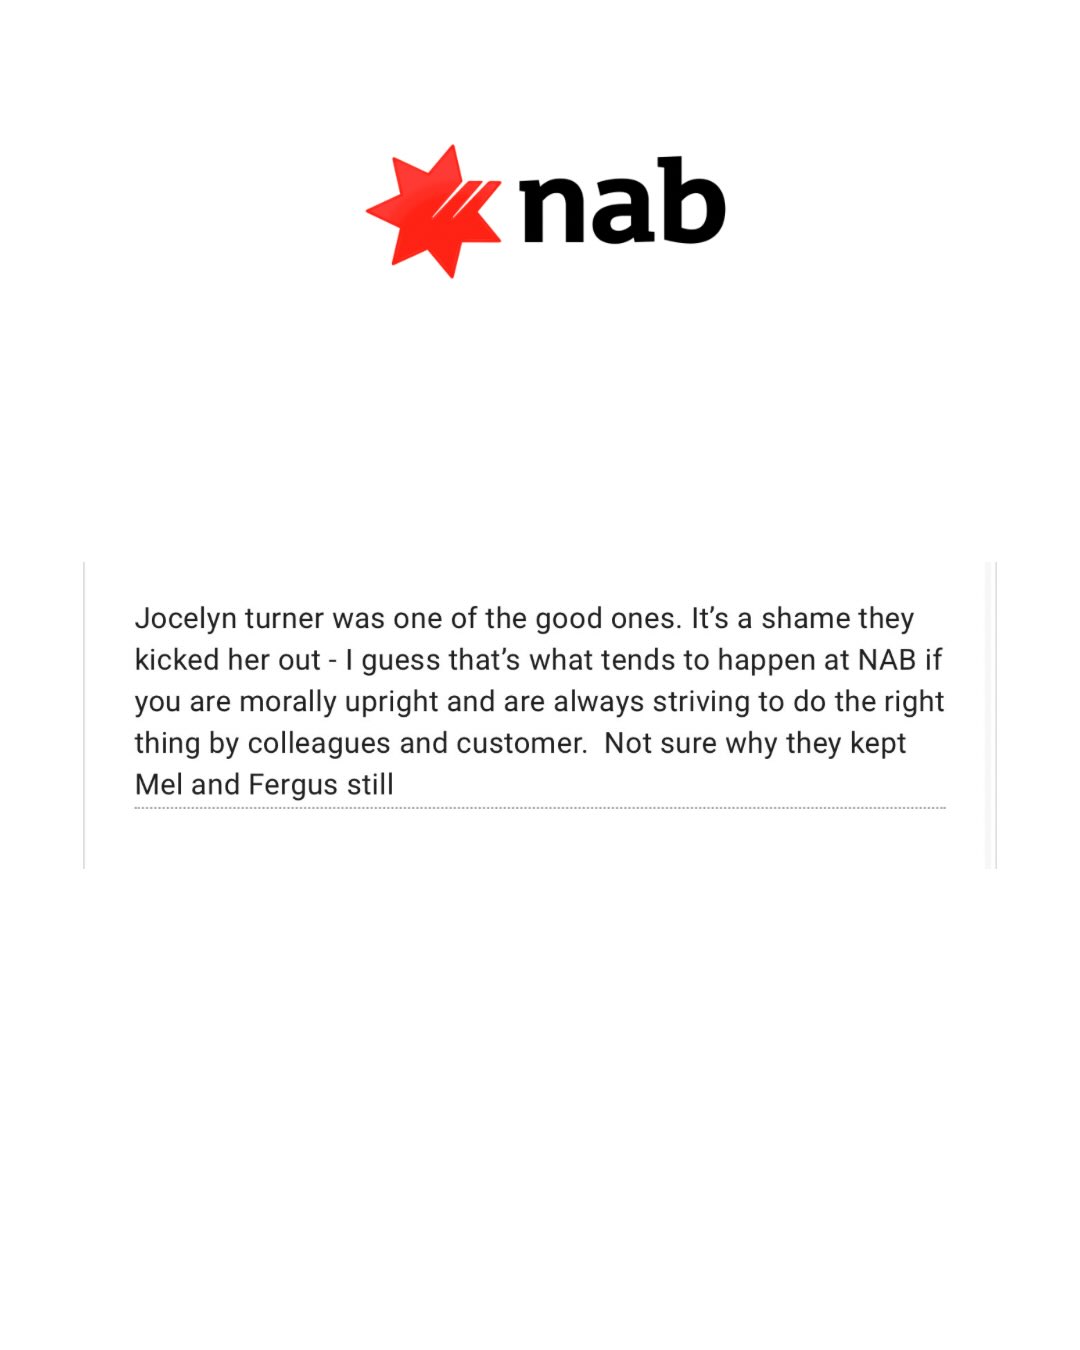 nab
Jocelyn turner was one of the good ones. It’s a shame they
kicked her out - I guess that’s what tends to happen at NAB if
you are morally upright and are always striving to do the right
thing by colleagues and customer.  Not sure why they kept
Mel and Fergus still